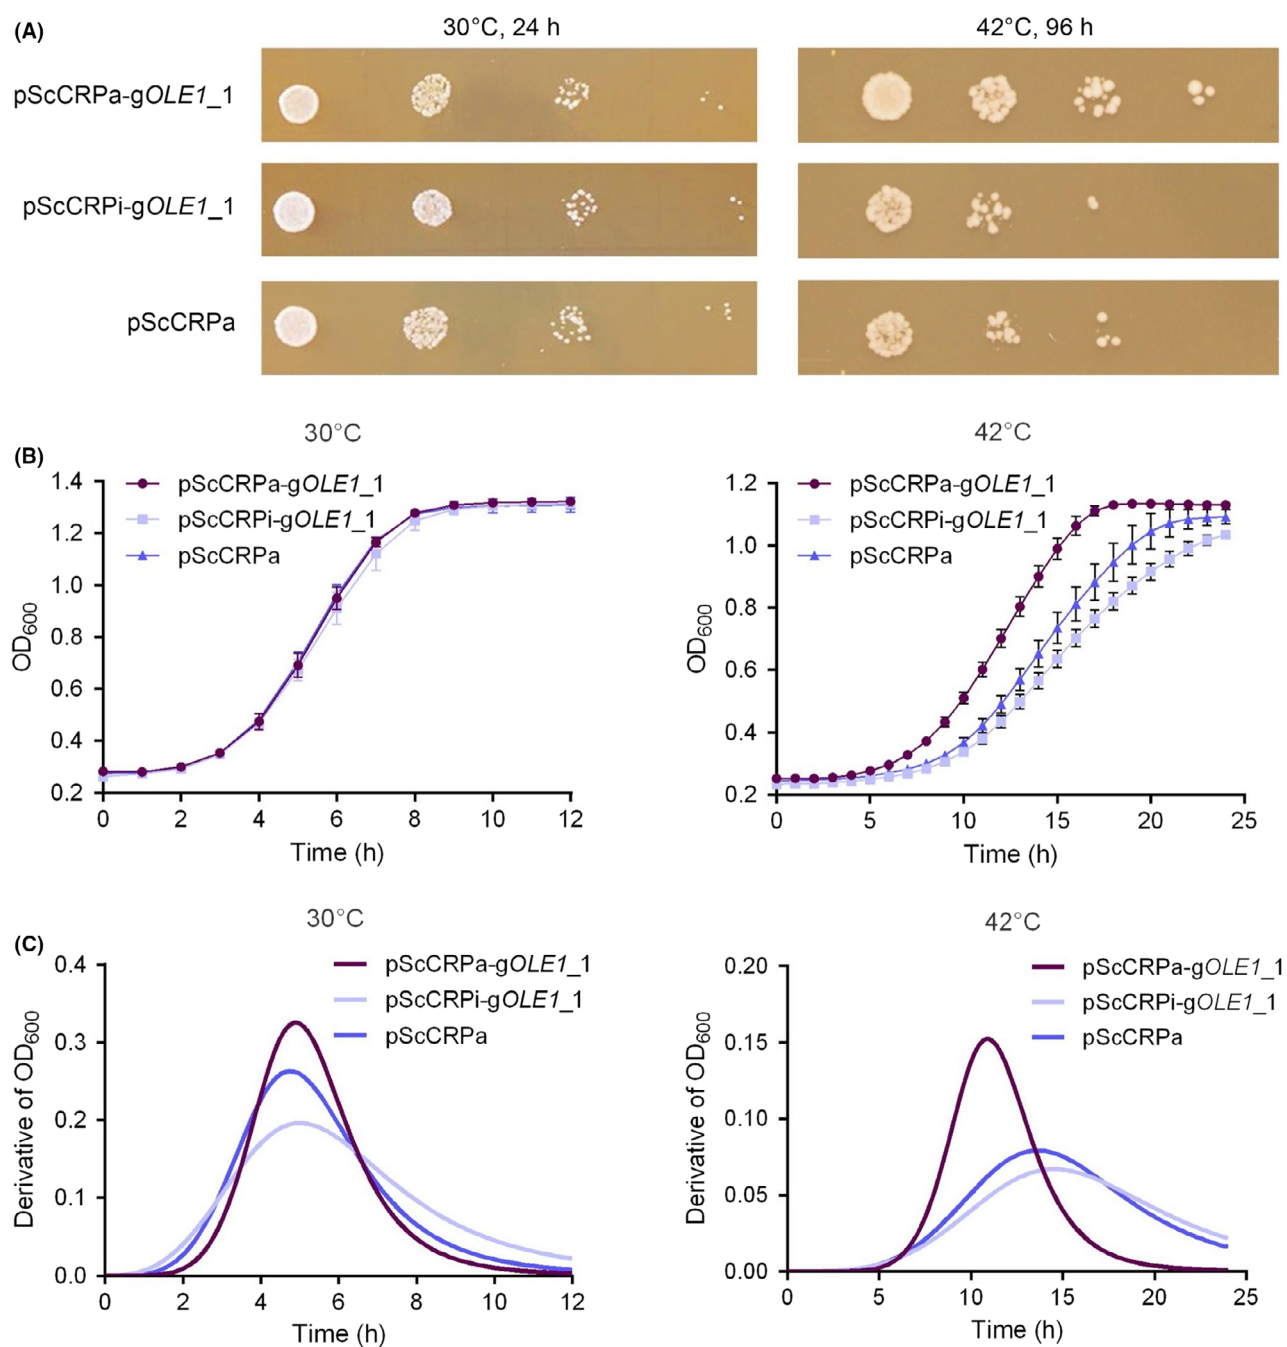 (A)
30°C, 24 h
42°C, 96 h
pScCRPa-gOLE1_1
pScCRPi-gOLE1_1
pScCRPa
(B)
30°C
pScCRPa-gOLE1_1
pScCRPi-gOLE1_1
pScCRPa
OD600
1.4
1.2
1.0
0.8
0.6
0.4
0.2
0 2 4 6 8 10 12
Time (h)
42°C
pScCRPa-gOLE1_1
pScCRPi-gOLE1_1
pScCRPa
OD600
1.2
1.0
0.8
0.6
0.4
0.2
0 5 10 15 20 25
Time (h)
(C)
30°C
pScCRPa-gOLE1_1
pScCRPi-gOLE1_1
pScCRPa
Derivative of OD600
0.4
0.3
0.2
0.1
0.0
0 2 4 6 8 10 12
Time (h)
42°C
pScCRPa-gOLE1_1
pScCRPi-gOLE1_1
pScCRPa
Derivative of OD600
0.20
0.15
0.10
0.05
0.00
0 5 10 15 20 25
Time (h)